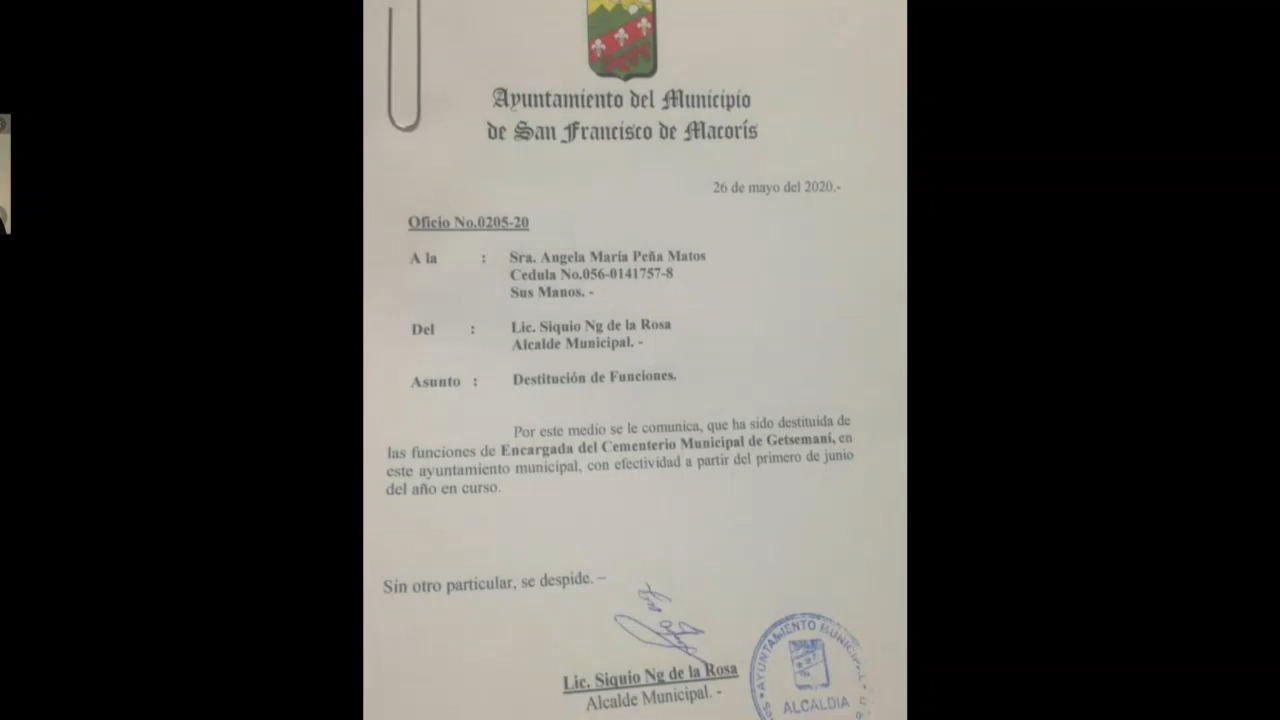 Ayuntamiento del Municipio
de San Francisco de Macorís
26 de mayo del 2020.-
Oficio No.0205-20
A la : Sra. Angela María Peña Matos
Cedula No.056-0141757-8
Sus Manos. -
Del : Lic. Siquio Ng de la Rosa
Alcalde Municipal. -
Asunto : Destitución de Funciones.
Por este medio se le comunica, que ha sido destituida de
las funciones de Encargada del Cementerio Municipal de Getsemani, en
este ayuntamiento municipal, con efectividad a partir del primero de junio
del año en curso.
Sin otro particular, se despide. –
Lic. Siquio Ng de la Rosa
Alcalde Municipal. -
AYUNTAMIENTO MUNICIPAL
ALCALDIA